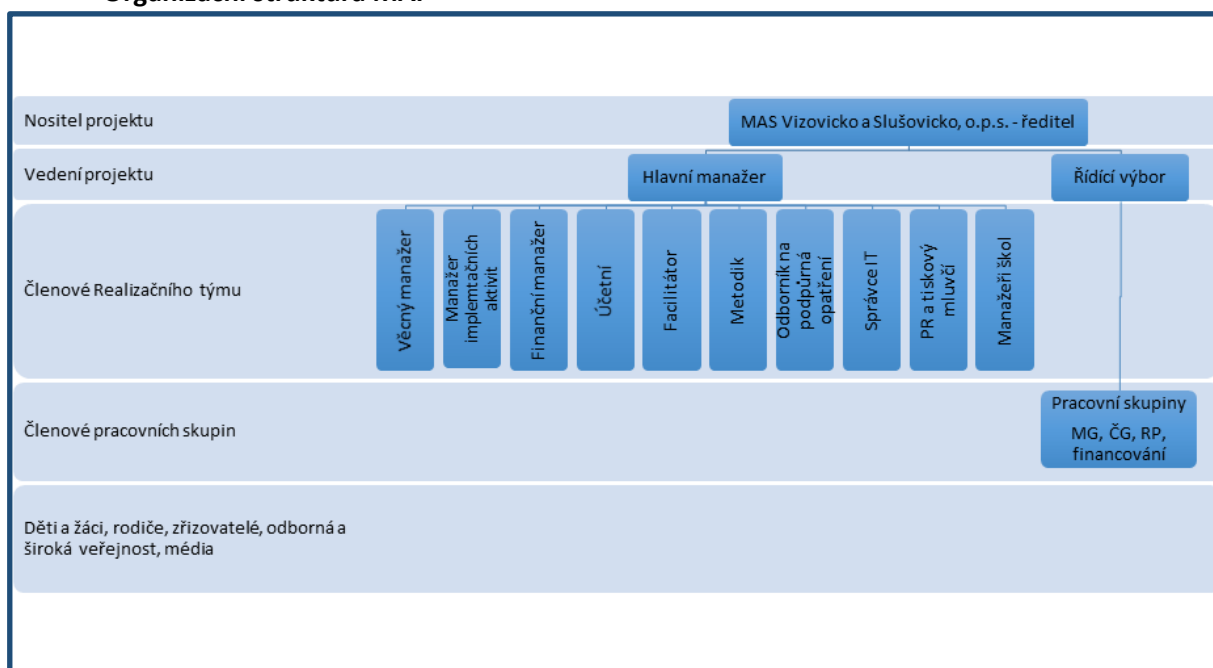 Nositel projektu
MAS Vizovicko a Slušovicko, o.p.s. - ředitel
Vedení projektu
Hlavní manažer
Řídící výbor
Členové Realizačního týmu
Věcný manažer
Manažer
implemtačních
aktivit
Finanční manažer
Účetní
Facilitátor
Metodik
Odborník na
podpůrná
opatření
Správce IT
PR a tiskový
mluvčí
Manažeři škol
Členové pracovních skupin
Pracovní skupiny
MG, ČG, RP,
financování
Děti a žáci, rodiče, zřizovatelé, odborná a
široká veřejnost, média